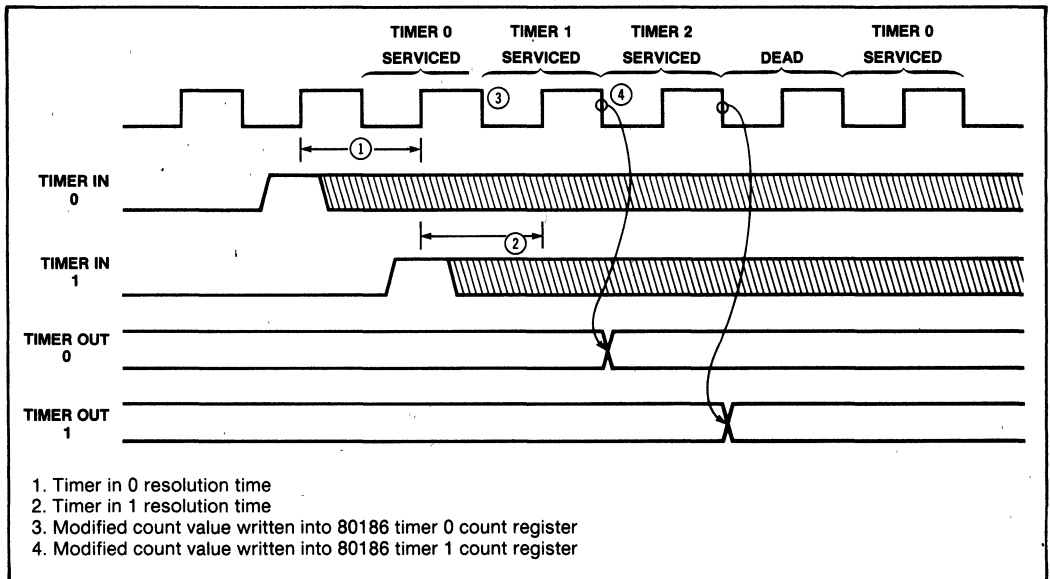 TIMER 0 TIMER 1 TIMER 2 TIMER 0
SERVICED SERVICED SERVICED DEAD SERVICED
3 4
1
TIMER IN
0
2
TIMER IN
1
TIMER OUT
0
TIMER OUT
1
1. Timer in 0 resolution time
2. Timer in 1 resolution time
3. Modified count value written into 80186 timer 0 count register
4. Modified count value written into 80186 timer 1 count register